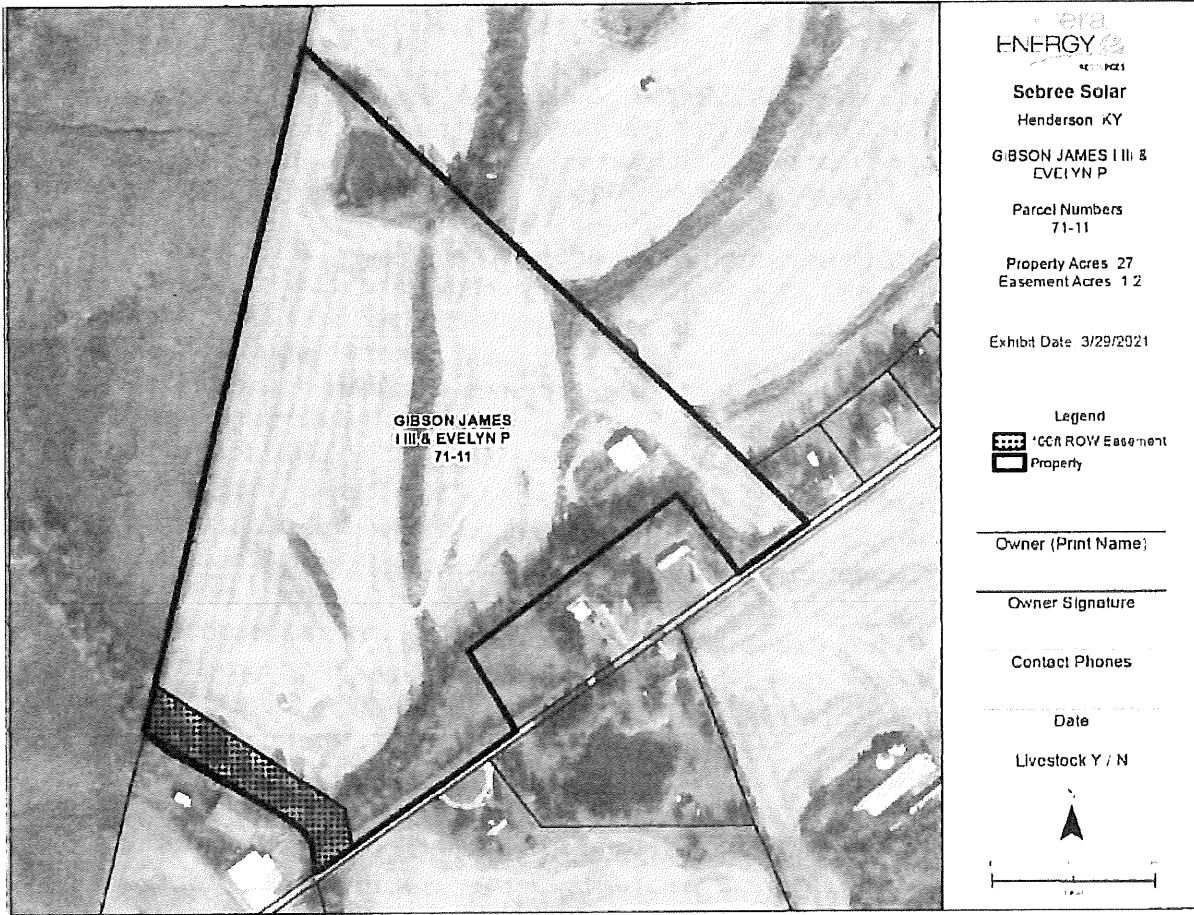 GIBSON JAMES
I III & EVELYN P
71-11
era
ENERGY
Sebree Solar
Henderson KY
GIBSON JAMES I III &
EVELYN P
Parcel Numbers
71-11
Property Acres 27
Easement Acres 1 2
Exhibit Date 3/29/2021
Legend
100ft ROW Easement
Property
Owner (Print Name)
Owner Signature
Contact Phones
Date
Livestock Y / N